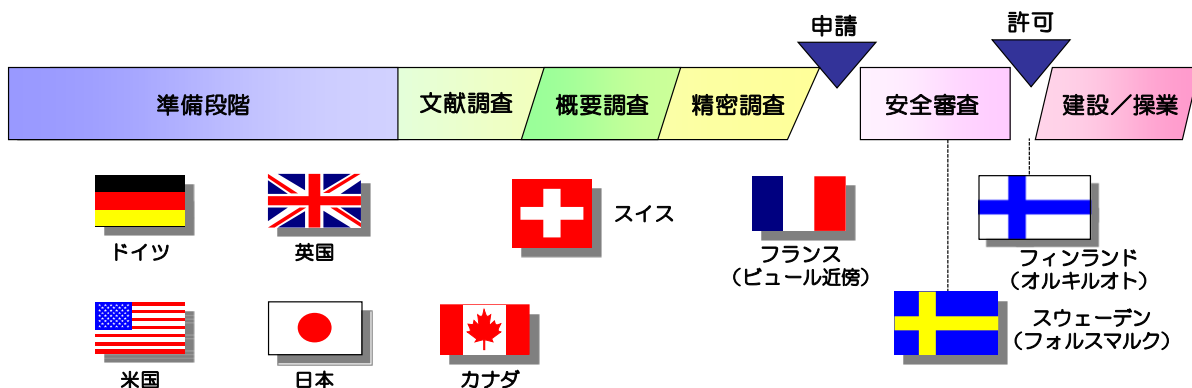 申請
許可
準備段階
文献調査
概要調査
精密調査
安全審査
建設／操業
ドイツ
英国
スイス
フランス
（ビュール近傍）
フィンランド
（オルキルオト）
スウェーデン
（フォルスマルク）
米国
日本
カナダ